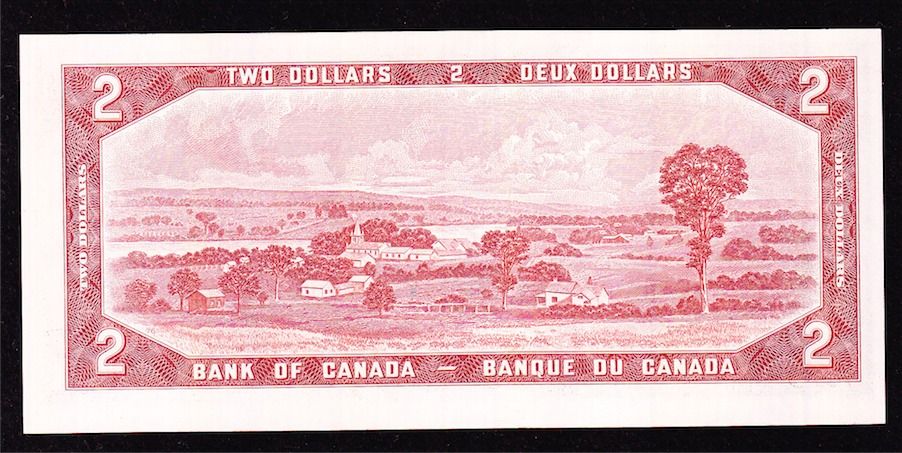 TWO DOLLARS 2 DEUX DOLLARS
2
2
TWO DOLLARS
DEUX DOLLARS
2
2
BANK OF CANADA — BANQUE DU CANADA